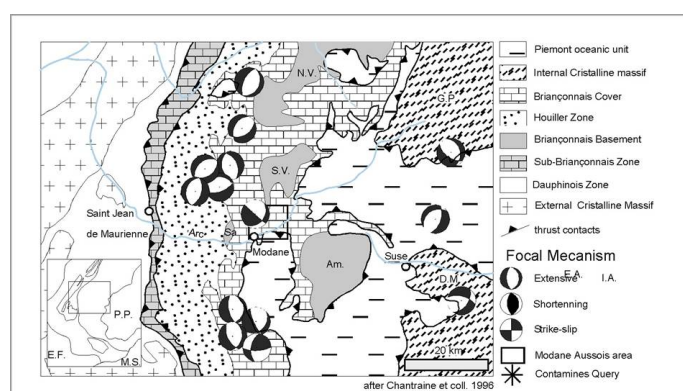 N.V.
G.P.
S.V.
Saint Jean
de Maurienne
Arc
Sa.
Modane
Am.
Suse
D.M.
P.P.
E.F.
M.S.
20 km
after Chantraine et coll. 1996
Piemont oceanic unit
Internal Cristalline massif
Briançonnais Cover
Houiller Zone
Briançonnais Basement
Sub-Briançonnais Zone
Dauphinois Zone
External Cristalline Massif
thrust contacts
Focal Mecanism
E.A. I.A.
Extensive
Shortenning
Strike-slip
Modane Aussois area
Contamines Query